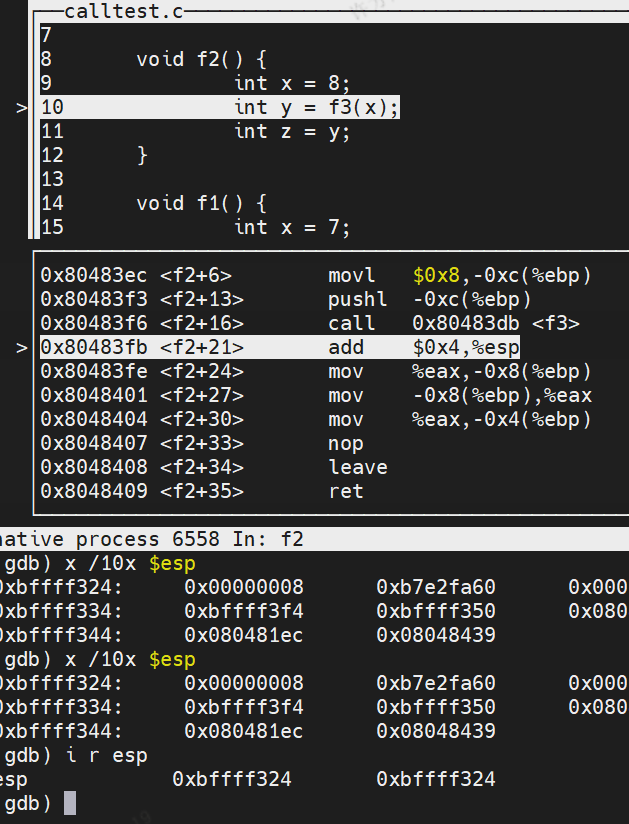 calltest.c
7
8 void f2() {
9 int x = 8;
> 10 int y = f3(x);
11 int z = y;
12 }
13
14 void f1() {
15 int x = 7;
0x80483ec <f2+6> movl $0x8,-0xc(%ebp)
0x80483f3 <f2+13> pushl -0xc(%ebp)
0x80483f6 <f2+16> call 0x80483db <f3>
> 0x80483fb <f2+21> add $0x4,%esp
0x80483fe <f2+24> mov %eax,-0x8(%ebp)
0x8048401 <f2+27> mov -0x8(%ebp),%eax
0x8048404 <f2+30> mov %eax,-0x4(%ebp)
0x8048407 <f2+33> nop
0x8048408 <f2+34> leave
0x8048409 <f2+35> ret
native process 6558 In: f2
gdb) x /10x $esp
0xbffff324: 0x00000008 0xb7e2fa60 0x000
0xbffff334: 0xbffff3f4 0xbffff350 0x080
0xbffff344: 0x080481ec 0x08048439
gdb) x /10x $esp
0xbffff324: 0x00000008 0xb7e2fa60 0x000
0xbffff334: 0xbffff3f4 0xbffff350 0x080
0xbffff344: 0x080481ec 0x08048439
gdb) i r esp
esp 0xbffff324 0xbffff324
gdb)